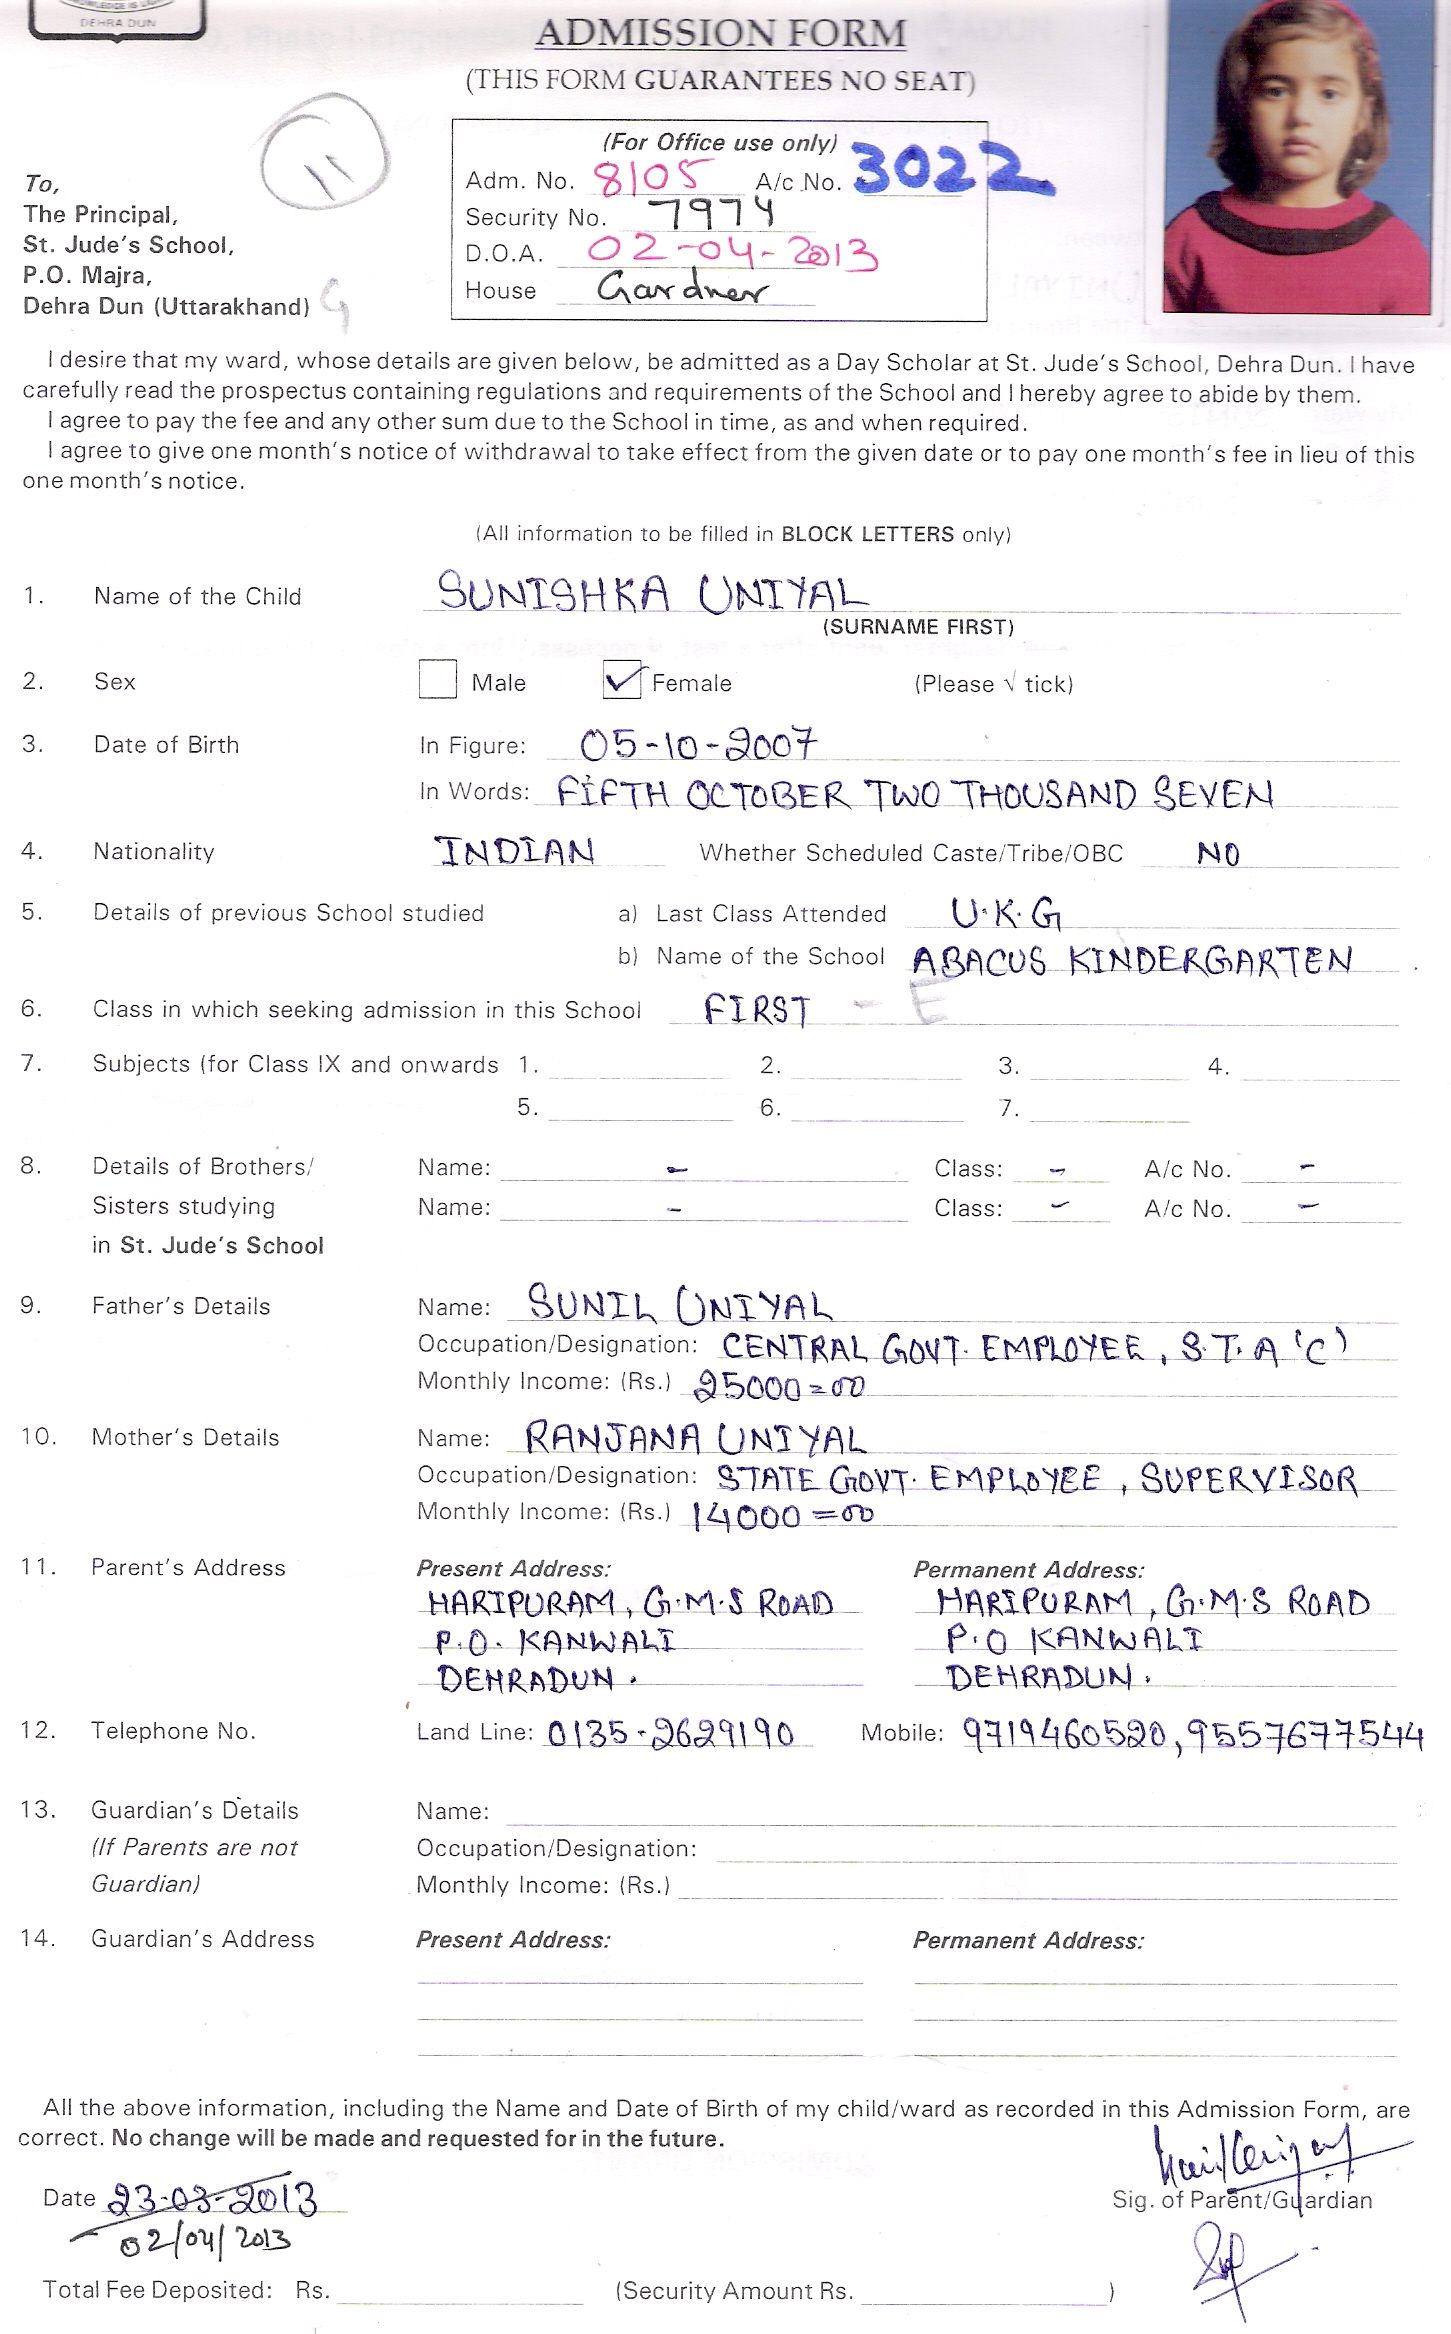 KNOWLEDGE IS LIGHT
DEHRA DUN
ADMISSION FORM
(THIS FORM GUARANTEES NO SEAT)
11
(For Office use only)
Adm. No. 8105 A/c No. 3022
Security No. 7974
D.O.A. 02-04-2013
House Gardner
To,
The Principal,
St. Jude's School,
P.O. Majra,
Dehra Dun (Uttarakhand) G
I desire that my ward, whose details are given below, be admitted as a Day Scholar at St. Jude's School, Dehra Dun. I have
carefully read the prospectus containing regulations and requirements of the School and I hereby agree to abide by them.
I agree to pay the fee and any other sum due to the School in time, as and when required.
I agree to give one month's notice of withdrawal to take effect from the given date or to pay one month's fee in lieu of this
one month's notice.
(All information to be filled in BLOCK LETTERS only)
1. Name of the Child SUNISHKA UNIYAL
(SURNAME FIRST)
2. Sex Male ✓ Female (Please √ tick)
3. Date of Birth In Figure: 05-10-2007
In Words: FIFTH OCTOBER TWO THOUSAND SEVEN
4. Nationality INDIAN Whether Scheduled Caste/Tribe/OBC NO
5. Details of previous School studied a) Last Class Attended U.K.G
b) Name of the School ABACUS KINDERGARTEN
6. Class in which seeking admission in this School FIRST - E
7. Subjects (for Class IX and onwards 1. 2. 3. 4.
5. 6. 7.
8. Details of Brothers/ Name: - Class: - A/c No. -
Sisters studying Name: - Class: - A/c No. -
in St. Jude's School
9. Father's Details Name: SUNIL UNIYAL
Occupation/Designation: CENTRAL GOVT. EMPLOYEE, S.T.A 'C'
Monthly Income: (Rs.) 25000=00
10. Mother's Details Name: RANJANA UNIYAL
Occupation/Designation: STATE GOVT. EMPLOYEE, SUPERVISOR
Monthly Income: (Rs.) 14000=00
11. Parent's Address Present Address: Permanent Address:
HARIPURAM, G.M.S ROAD HARIPURAM, G.M.S ROAD
P.O. KANWALI P.O KANWALI
DEHRADUN. DEHRADUN.
12. Telephone No. Land Line: 0135-2629190 Mobile: 9719460520, 9557677544
13. Guardian's Details Name:
(If Parents are not Occupation/Designation:
Guardian) Monthly Income: (Rs.)
14. Guardian's Address Present Address: Permanent Address:
All the above information, including the Name and Date of Birth of my child/ward as recorded in this Admission Form, are
correct. No change will be made and requested for in the future.
Date 23-03-2013 Sig. of Parent/Guardian
02/04/2013
Total Fee Deposited: Rs. (Security Amount Rs. )